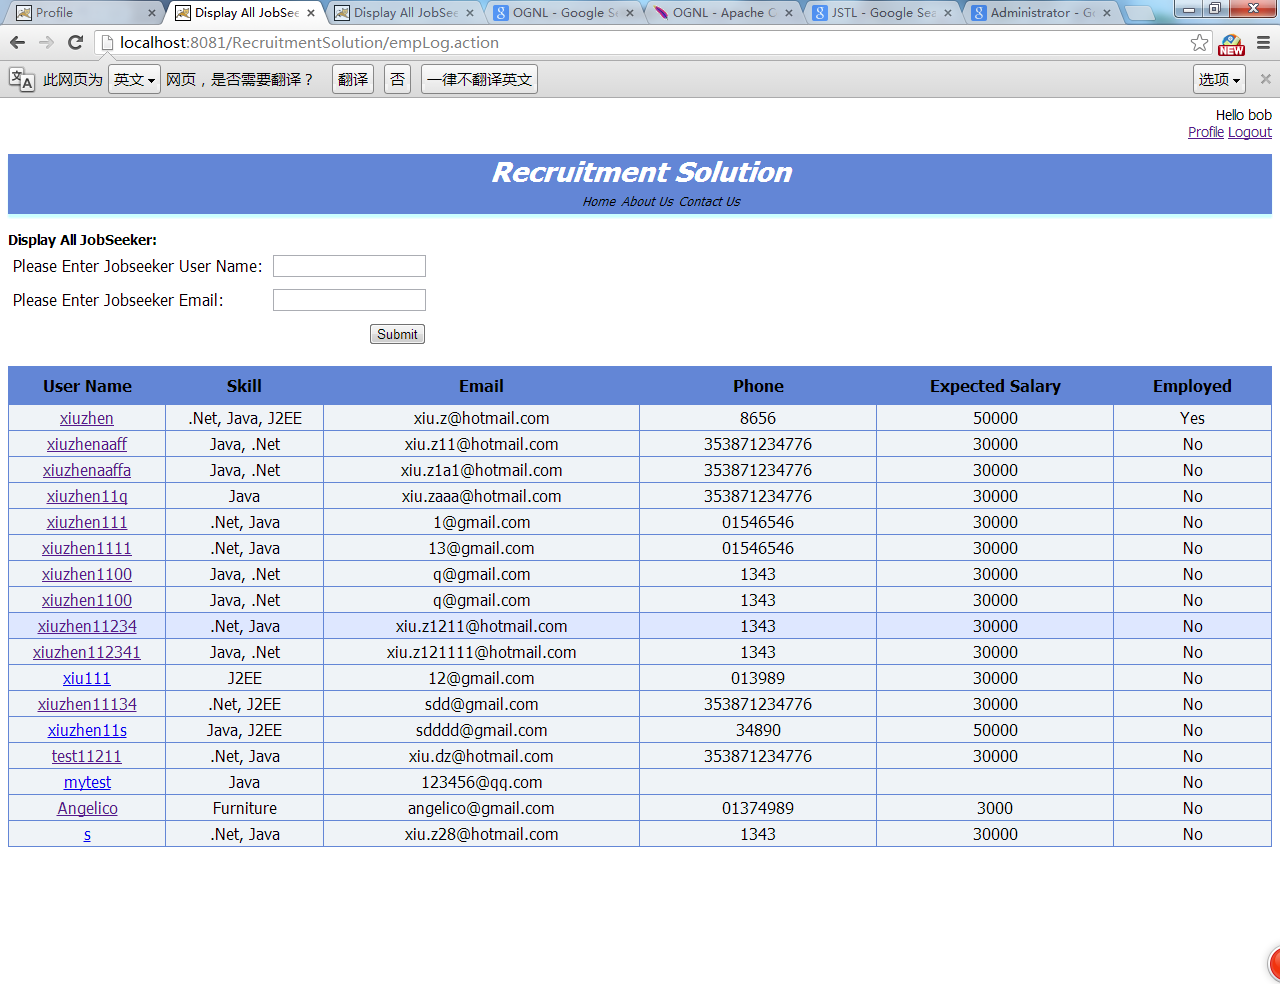 Profile
Display All JobSee
Display All JobSee
OGNL - Google Se
OGNL - Apache C
JSTL - Google Sea
Administrator - Go
localhost:8081/RecruitmentSolution/empLog.action
NEW
此网页为 英文 网页，是否需要翻译？ 翻译 否 一律不翻译英文 选项
Hello bob
Profile Logout
Recruitment Solution
Home About Us Contact Us
Display All JobSeeker:
Please Enter Jobseeker User Name:
Please Enter Jobseeker Email:
Submit
User Name Skill Email Phone Expected Salary Employed
xiuzhen .Net, Java, J2EE xiu.z@hotmail.com 8656 50000 Yes
xiuzhenaaff Java, .Net xiu.z11@hotmail.com 353871234776 30000 No
xiuzhenaaffa Java, .Net xiu.z1a1@hotmail.com 353871234776 30000 No
xiuzhen11q Java xiu.zaaa@hotmail.com 353871234776 30000 No
xiuzhen111 .Net, Java 1@gmail.com 01546546 30000 No
xiuzhen1111 .Net, Java 13@gmail.com 01546546 30000 No
xiuzhen1100 Java, .Net q@gmail.com 1343 30000 No
xiuzhen1100 Java, .Net q@gmail.com 1343 30000 No
xiuzhen11234 .Net, Java xiu.z1211@hotmail.com 1343 30000 No
xiuzhen112341 Java, .Net xiu.z121111@hotmail.com 1343 30000 No
xiu111 J2EE 12@gmail.com 013989 30000 No
xiuzhen11134 .Net, J2EE sdd@gmail.com 353871234776 30000 No
xiuzhen11s Java, J2EE sdddd@gmail.com 34890 50000 No
test11211 .Net, Java xiu.dz@hotmail.com 353871234776 30000 No
mytest Java 123456@qq.com No
Angelico Furniture angelico@gmail.com 01374989 3000 No
s .Net, Java xiu.z28@hotmail.com 1343 30000 No